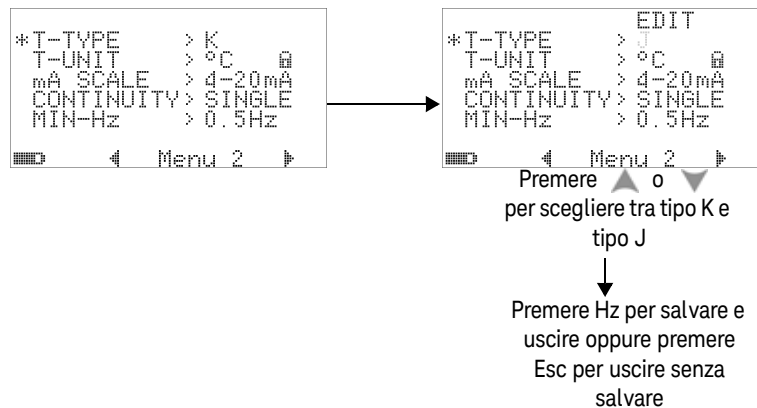 *T-TYPE > K
T-UNIT > °C
mA SCALE > 4-20mA
CONTINUITY> SINGLE
MIN-Hz > 0.5Hz
Menu 2
EDIT
*T-TYPE > J
T-UNIT > °C
mA SCALE > 4-20mA
CONTINUITY> SINGLE
MIN-Hz > 0.5Hz
Menu 2
Premere o
per scegliere tra tipo K e
tipo J
Premere Hz per salvare e
uscire oppure premere
Esc per uscire senza
salvare